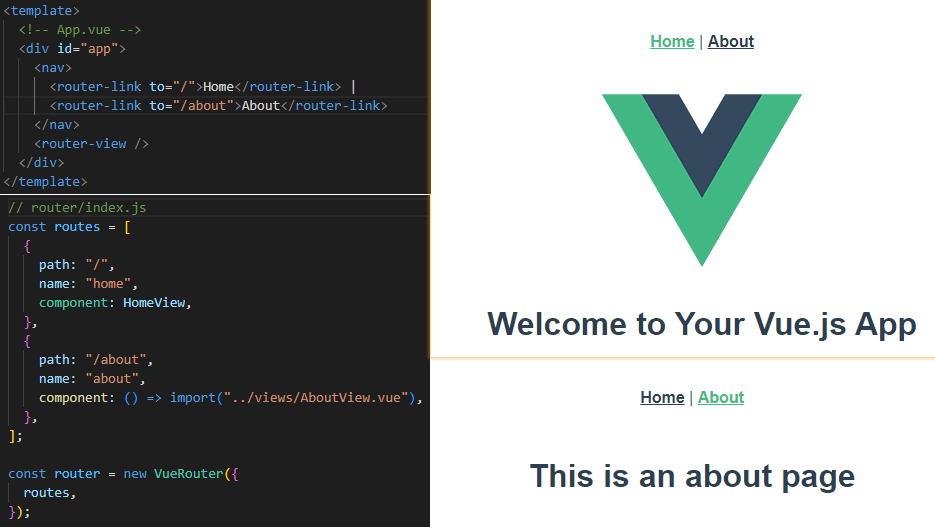 <template>
  <!-- App.vue -->
  <div id="app">
    <nav>
      <router-link to="/">Home</router-link> |
      <router-link to="/about">About</router-link>
    </nav>
    <router-view />
  </div>
</template>
// router/index.js
const routes = [
  {
    path: "/",
    name: "home",
    component: HomeView,
  },
  {
    path: "/about",
    name: "about",
    component: () => import("../views/AboutView.vue"),
  },
];

const router = new VueRouter({
  routes,
});
Home | About
Welcome to Your Vue.js App
Home | About
This is an about page